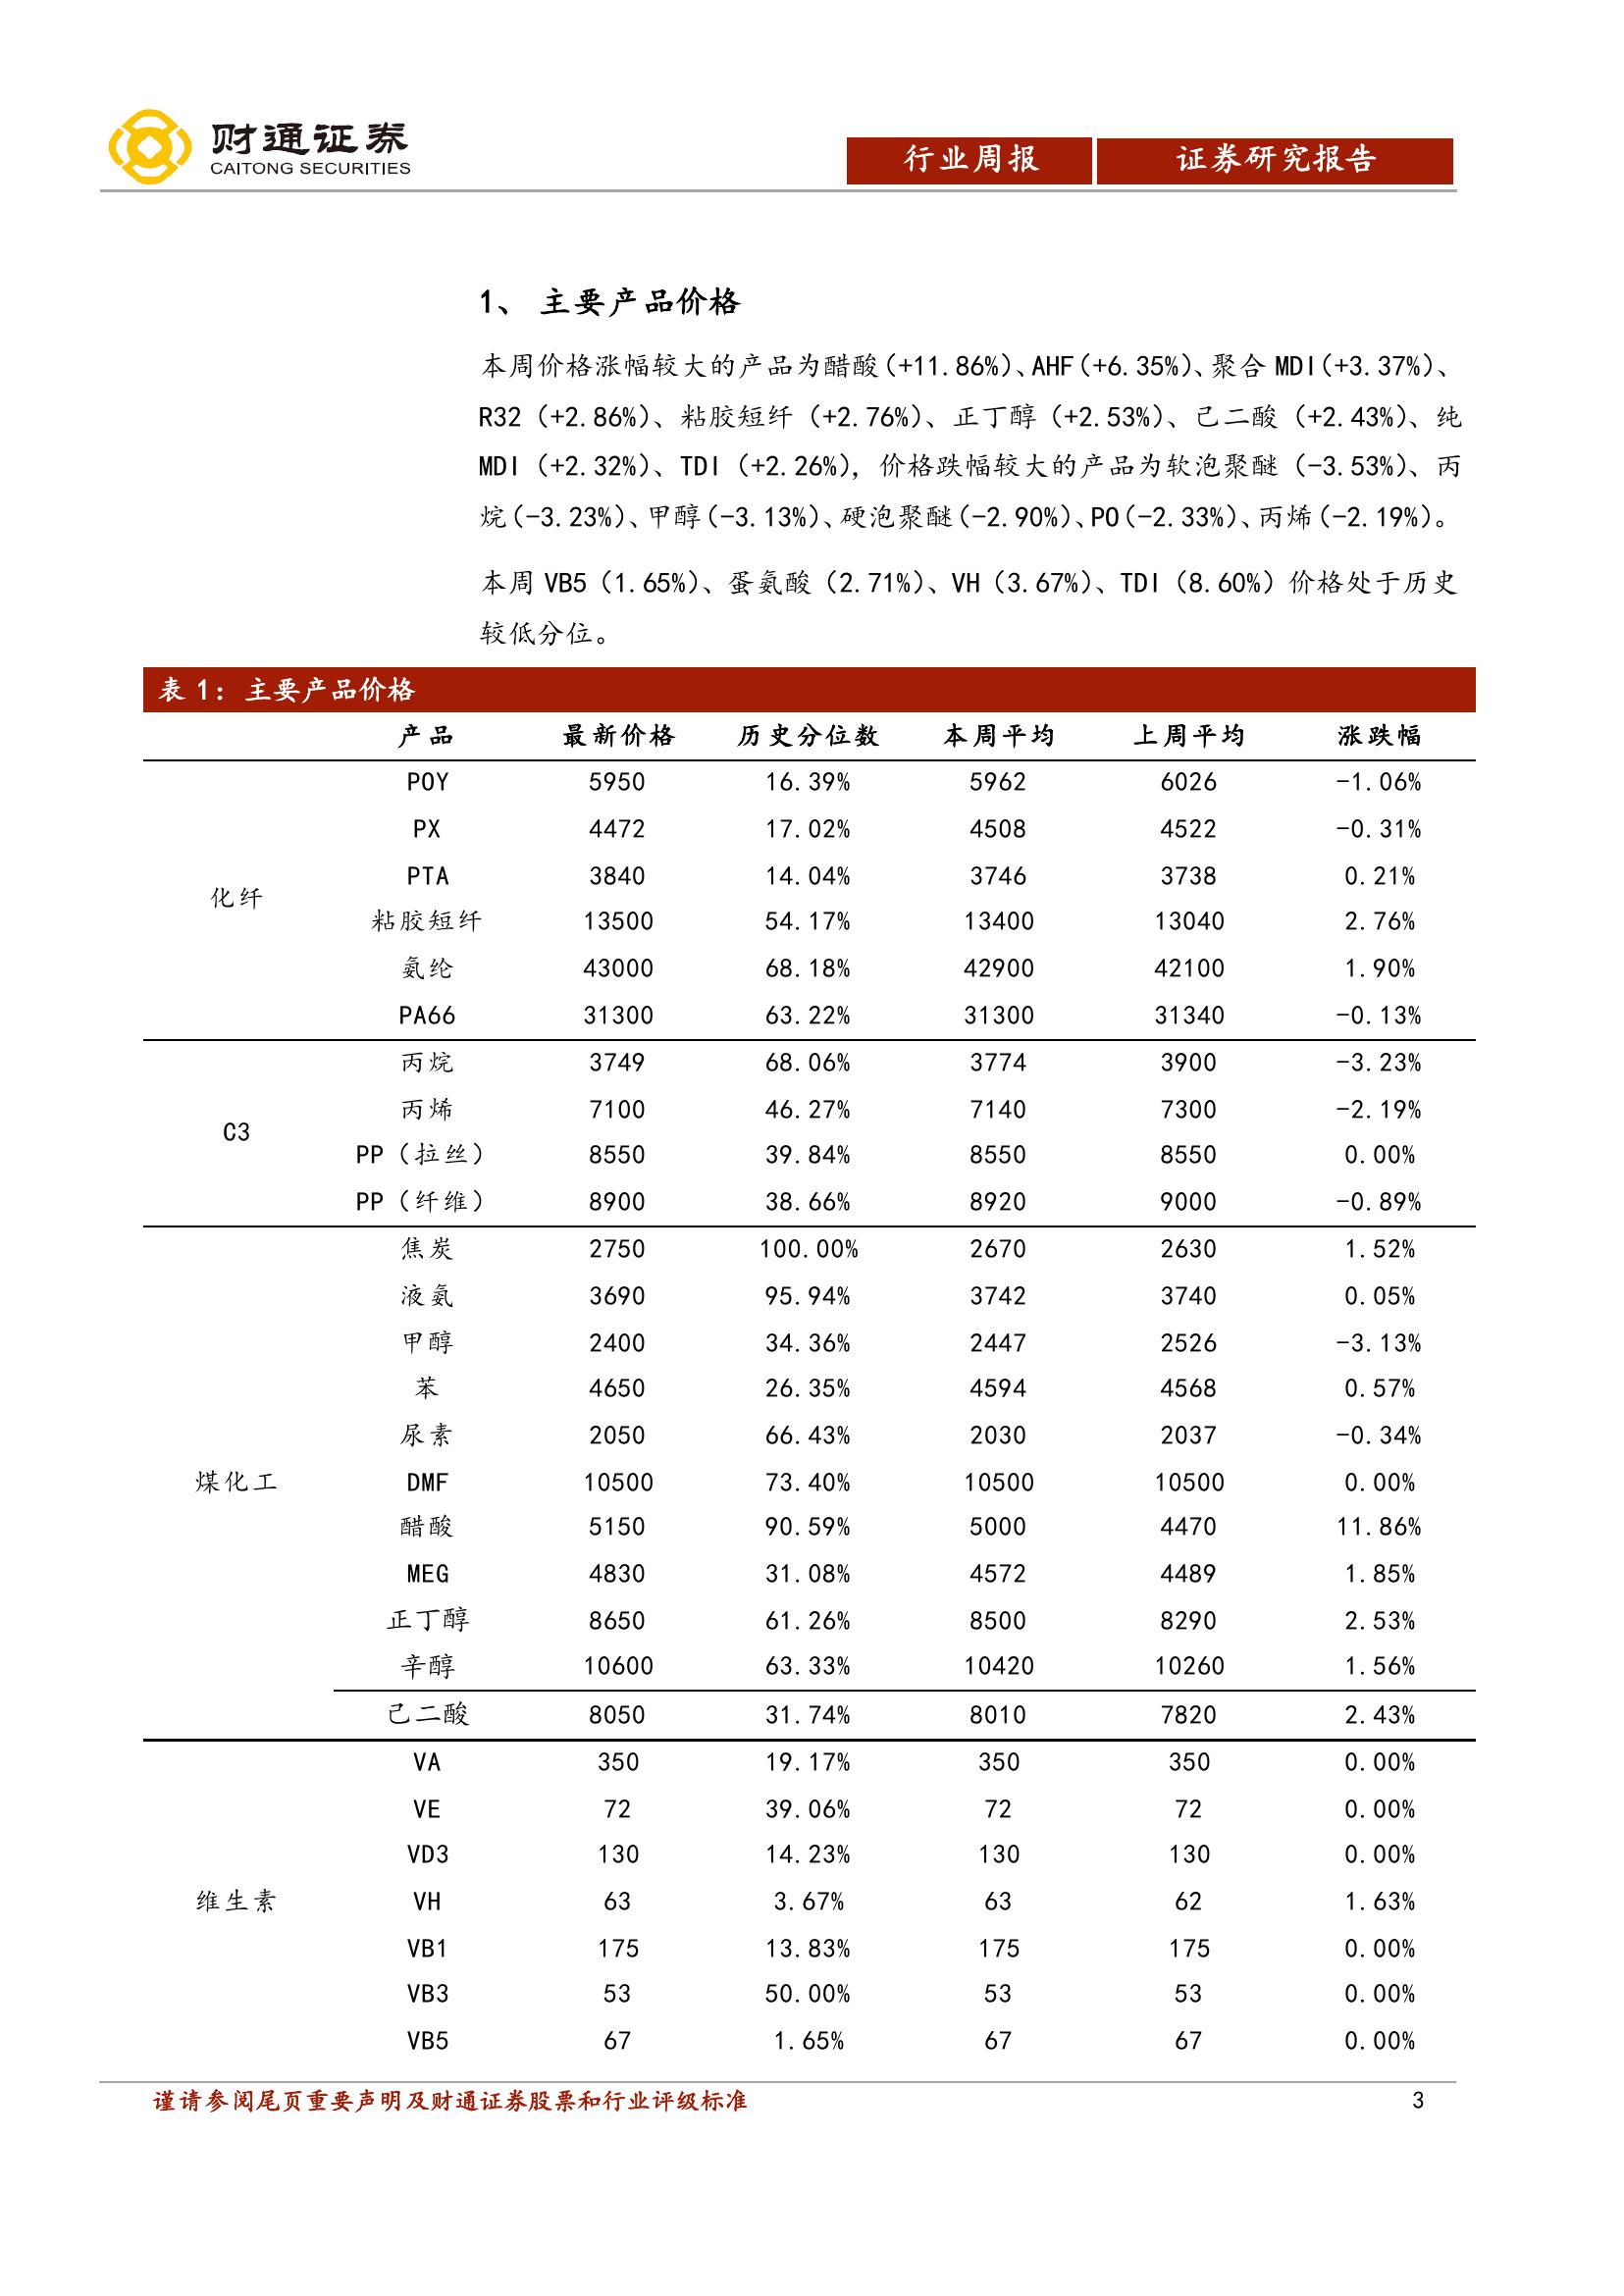 财通证券
CAITONG SECURITIES
行业周报 证券研究报告
1、 主要产品价格
本周价格涨幅较大的产品为醋酸(+11.86%)、AHF(+6.35%)、聚合 MDI(+3.37%)、
R32（+2.86%）、粘胶短纤（+2.76%）、正丁醇（+2.53%）、己二酸（+2.43%）、纯
MDI（+2.32%）、TDI（+2.26%），价格跌幅较大的产品为软泡聚醚（-3.53%）、丙
烷(-3.23%)、甲醇(-3.13%)、硬泡聚醚(-2.90%)、PO(-2.33%)、丙烯(-2.19%)。
本周 VB5（1.65%）、蛋氨酸（2.71%）、VH（3.67%）、TDI（8.60%）价格处于历史
较低分位。
表 1：主要产品价格
产品 最新价格 历史分位数 本周平均 上周平均 涨跌幅
化纤
POY 5950 16.39% 5962 6026 -1.06%
PX 4472 17.02% 4508 4522 -0.31%
PTA 3840 14.04% 3746 3738 0.21%
粘胶短纤 13500 54.17% 13400 13040 2.76%
氨纶 43000 68.18% 42900 42100 1.90%
PA66 31300 63.22% 31300 31340 -0.13%
C3
丙烷 3749 68.06% 3774 3900 -3.23%
丙烯 7100 46.27% 7140 7300 -2.19%
PP（拉丝） 8550 39.84% 8550 8550 0.00%
PP（纤维） 8900 38.66% 8920 9000 -0.89%
煤化工
焦炭 2750 100.00% 2670 2630 1.52%
液氨 3690 95.94% 3742 3740 0.05%
甲醇 2400 34.36% 2447 2526 -3.13%
苯 4650 26.35% 4594 4568 0.57%
尿素 2050 66.43% 2030 2037 -0.34%
DMF 10500 73.40% 10500 10500 0.00%
醋酸 5150 90.59% 5000 4470 11.86%
MEG 4830 31.08% 4572 4489 1.85%
正丁醇 8650 61.26% 8500 8290 2.53%
辛醇 10600 63.33% 10420 10260 1.56%
己二酸 8050 31.74% 8010 7820 2.43%
维生素
VA 350 19.17% 350 350 0.00%
VE 72 39.06% 72 72 0.00%
VD3 130 14.23% 130 130 0.00%
VH 63 3.67% 63 62 1.63%
VB1 175 13.83% 175 175 0.00%
VB3 53 50.00% 53 53 0.00%
VB5 67 1.65% 67 67 0.00%
谨请参阅尾页重要声明及财通证券股票和行业评级标准 3